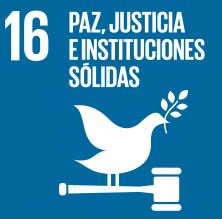 16 PAZ, JUSTICIA
E INSTITUCIONES
SÓLIDAS